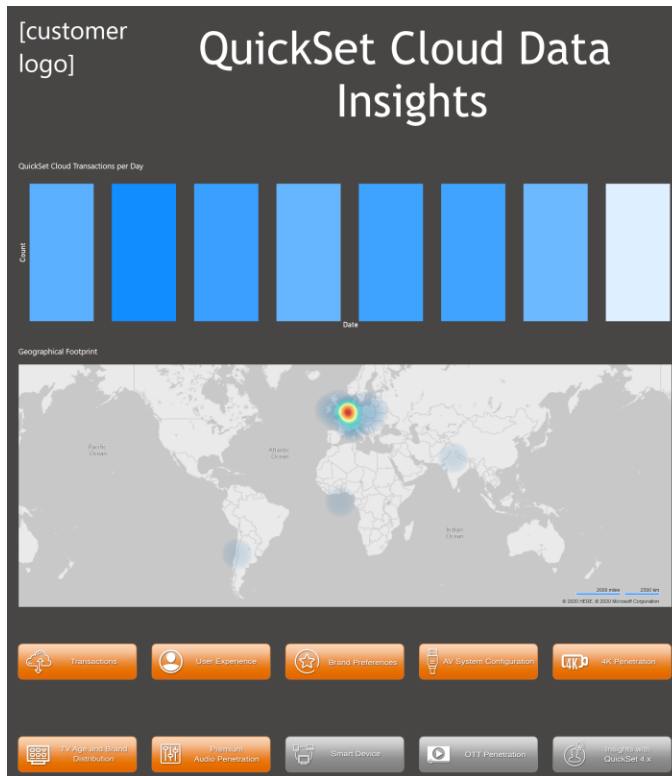 [customer
logo]
QuickSet Cloud Data
Insights
QuickSet Cloud Transactions per Day
Count
Date
Geographical Footprint
Pacific
Ocean
Atlantic
Ocean
Indian
Ocean
2000 miles 2500 km
© 2020 HERE, © 2020 Microsoft Corporation
Transactions
User Experience
Brand Preferences
AV System Configuration
4K
4K Penetration
TV Age and Brand
Distribution
Premium
Audio Penetration
Smart Device
OTT Penetration
Insights with
QuickSet 4.x